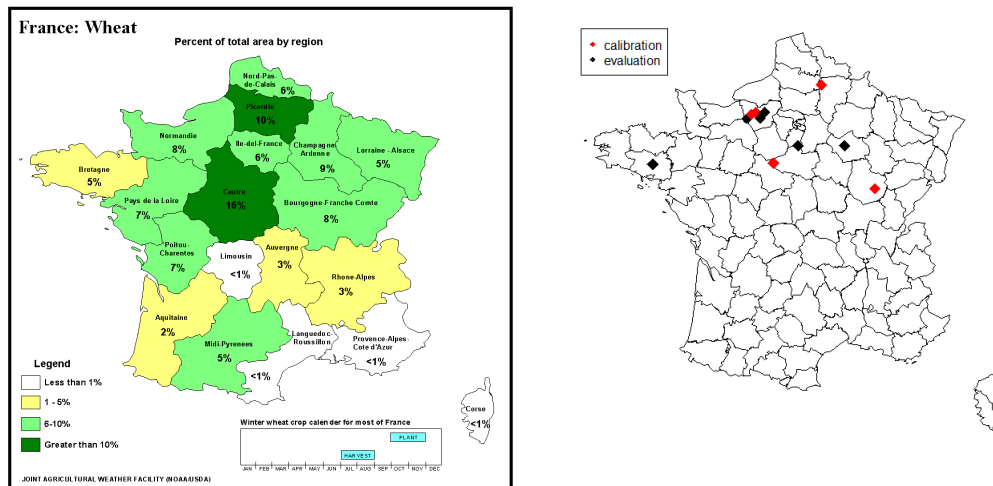 France: Wheat
Percent of total area by region
Nord-Pas-
de-Calais
6%
Picardie
10%
Normandie
8%
Ile-del-France
6%
Champagne
Ardenne
9%
Lorraine - Alsace
5%
Bretagne
5%
Pays de la Loire
7%
Centre
16%
Bourgegne-Franche Comte
8%
Poitou-
Charentes
7%
Limousin
<1%
Auvergne
3%
Rhone-Alpes
3%
Aquitaine
2%
Midi-Pyrenees
5%
Languedoc-
Roussillon
<1%
Provence-Alpes-
Cote d'Azur
<1%
Corse
<1%
Legend
Less than 1%
1 - 5%
6-10%
Greater than 10%
Winter wheat crop calender for most of France
PLANT
HARVEST
JAN FEB MAR APR MAY JUN JUL AUG SEP OCT NOV DEC
JOINT AGRICULTURAL WEATHER FACILITY (NOAA/USDA)
calibration
evaluation